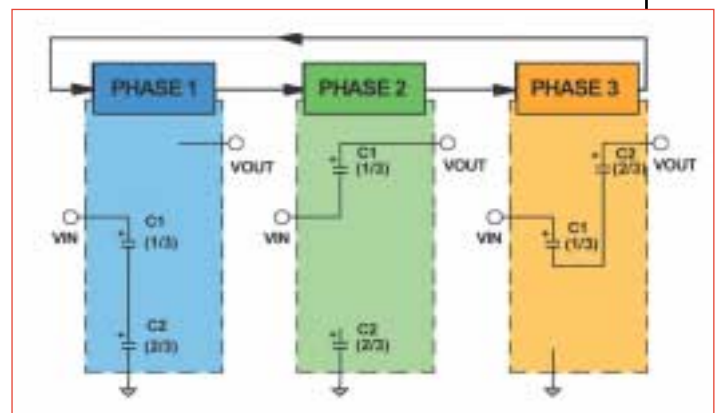 PHASE 1
PHASE 2
PHASE 3
VOUT
VIN
C1
(1/3)
C2
(2/3)
C1
(1/3)
VOUT
VIN
C2
(2/3)
C2
(2/3)
VOUT
VIN
C1
(1/3)